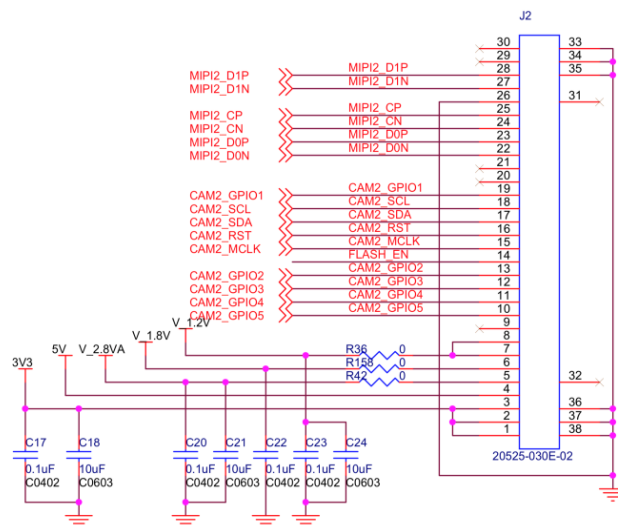 J2
30 33
29 34
28 35
MIPI2_D1P MIPI2_D1P
27
MIPI2_D1N MIPI2_D1N
26 31
25
MIPI2_CP MIPI2_CP
24
MIPI2_CN MIPI2_CN
23
MIPI2_D0P MIPI2_D0P
22
MIPI2_D0N MIPI2_D0N
21
20
19
CAM2_GPIO1 CAM2_GPIO1
18
CAM2_SCL CAM2_SCL
17
CAM2_SDA CAM2_SDA
16
CAM2_RST CAM2_RST
15
CAM2_MCLK CAM2_MCLK
14
FLASH_EN
13
CAM2_GPIO2 CAM2_GPIO2
12
CAM2_GPIO3 CAM2_GPIO3
11
CAM2_GPIO4 CAM2_GPIO4
10
CAM2_GPIO5 CAM2_GPIO5
9
V_1.2V
8
V_1.8V
R36 0 7
5V V_2.8VA
R158 0 6
3V3
R42 0 5 32
4
3 36
2 37
1 38
20525-030E-02
C17 C18 C20 C21 C22 C23 C24
0.1uF 10uF 0.1uF 10uF 0.1uF 0.1uF 10uF
C0402 C0603 C0402 C0603 C0402 C0402 C0603